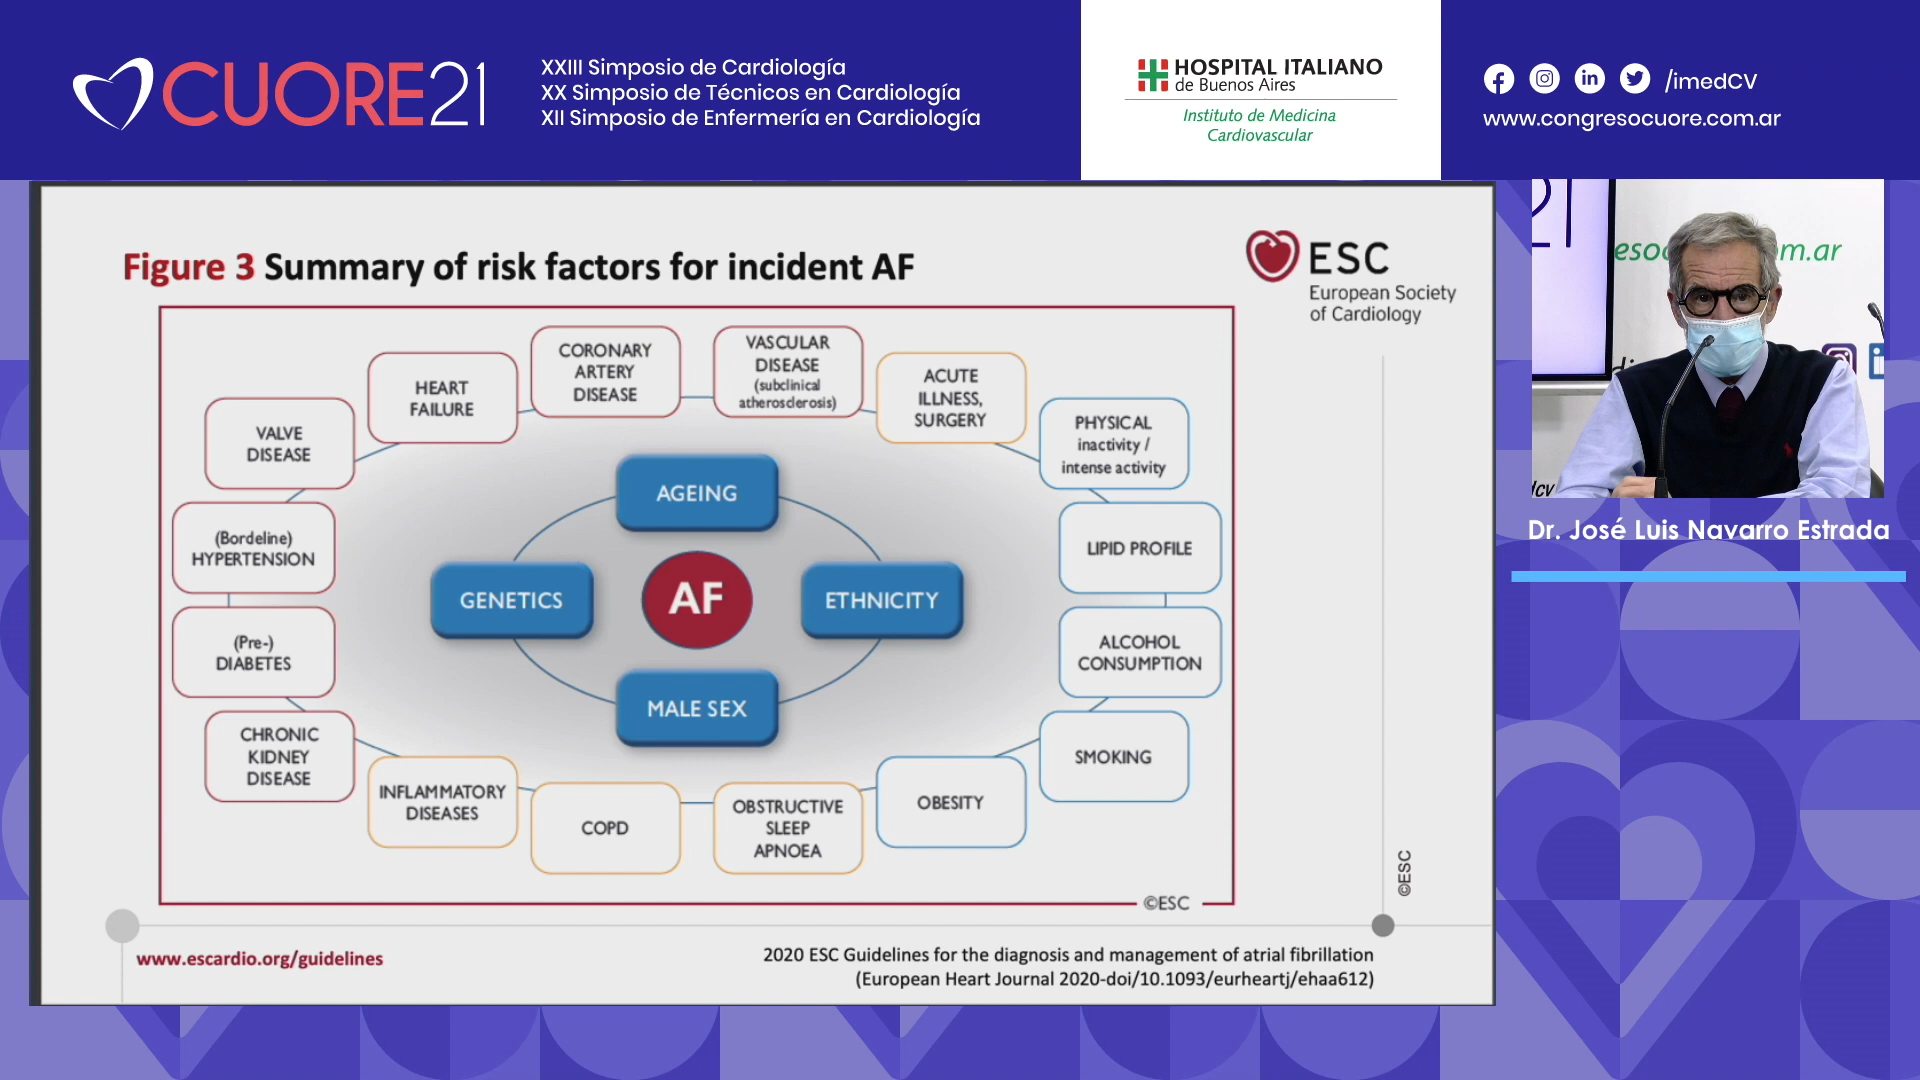 CUORE21
XXIII Simposio de Cardiología
XX Simposio de Técnicos en Cardiología
XII Simposio de Enfermería en Cardiología
HOSPITAL ITALIANO
de Buenos Aires
Instituto de Medicina
Cardiovascular
/imedCV
www.congresocuore.com.ar
Figure 3 Summary of risk factors for incident AF
ESC
European Society
of Cardiology
VALVE
DISEASE
HEART
FAILURE
CORONARY
ARTERY
DISEASE
VASCULAR
DISEASE
(subclinical
atherosclerosis)
ACUTE
ILLNESS,
SURGERY
PHYSICAL
inactivity /
intense activity
LIPID PROFILE
ALCOHOL
CONSUMPTION
SMOKING
OBESITY
OBSTRUCTIVE
SLEEP
APNOEA
COPD
INFLAMMATORY
DISEASES
CHRONIC
KIDNEY
DISEASE
(Pre-)
DIABETES
(Bordeline)
HYPERTENSION
AGEING
GENETICS
AF
ETHNICITY
MALE SEX
©ESC
©ESC
www.escardio.org/guidelines
2020 ESC Guidelines for the diagnosis and management of atrial fibrillation
(European Heart Journal 2020-doi/10.1093/eurheartj/ehaa612)
21
m.ar
Dr. José Luis Navarro Estrada